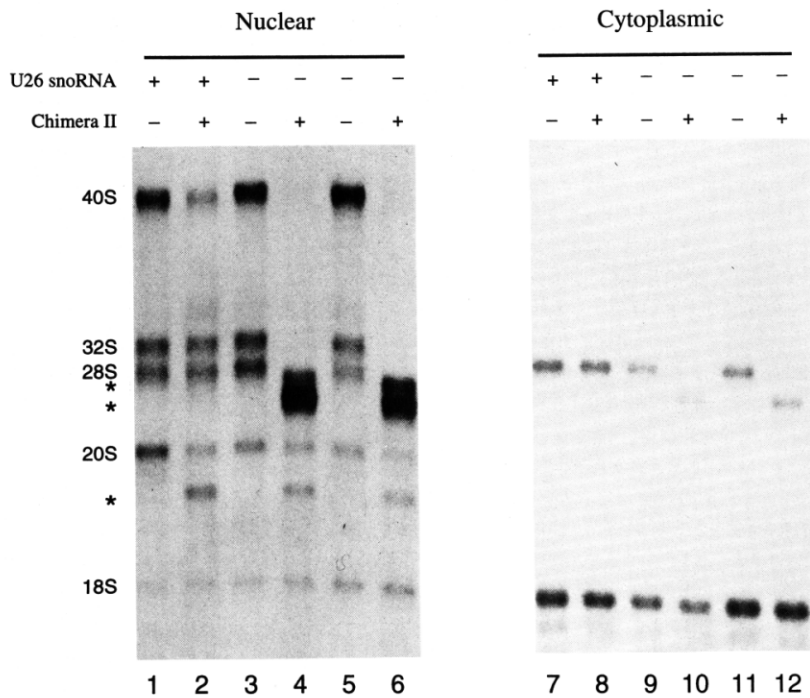 Nuclear
Cytoplasmic
U26 snoRNA + + – – – – + + – – – –
Chimera II – + – + – + – + – + – +
40S
32S
28S
*
*
20S
*
18S
1 2 3 4 5 6 7 8 9 10 11 12